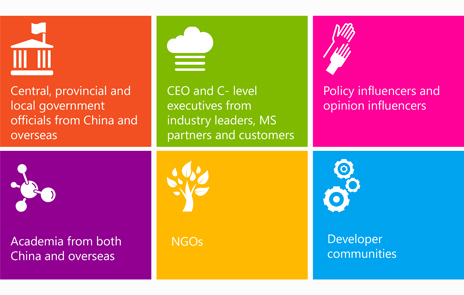 Central, provincial and
local government
officials from China and
overseas
CEO and C- level
executives from
industry leaders, MS
partners and customers
Policy influencers and
opinion influencers
Academia from both
China and overseas
NGOs
Developer
communities